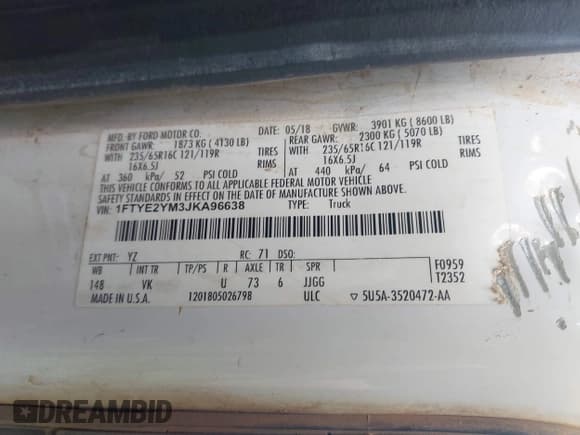 MFD. BY FORD MOTOR CO. DATE: 05/18 GVWR: 3901 KG ( 8600 LB)
FRONT GAWR: 1873 KG ( 4130 LB) REAR GAWR: 2300 KG ( 5070 LB)
WITH 235/65R16C 121/119R TIRES WITH 235/65R16C 121/119R TIRES
16X6.5J RIMS 16X6.5J RIMS
AT 360 kPa/ 52 PSI COLD AT 440 kPa/ 64 PSI COLD
THIS VEHICLE CONFORMS TO ALL APPLICABLE FEDERAL MOTOR VEHICLE
SAFETY STANDARDS IN EFFECT ON THE DATE OF MANUFACTURE SHOWN ABOVE.
VIN: 1FTYE2YM3JKA96638 TYPE: Truck
EXT PNT: YZ RC: 71 DSO: F0959
WB INT TR TP/PS R AXLE TR SPR T2352
148 VK U 73 6 JJGG
MADE IN U.S.A. 1201805026798 ULC ▽ 5U5A-3520472-AA
DREAMBID